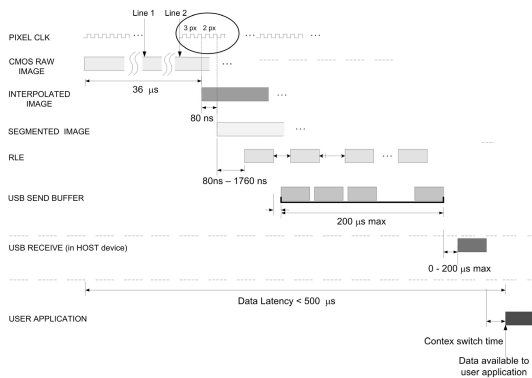 Line 1 Line 2
PIXEL CLK
3 px 2 px
...
...
CMOS RAW
IMAGE
...
36 μs
INTERPOLATED
IMAGE
...
80 ns
SEGMENTED IMAGE
...
RLE
...
80ns – 1760 ns
USB SEND BUFFER
200 μs max
USB RECEIVE (in HOST device)
0 - 200 μs max
Data Latency < 500 μs
USER APPLICATION
Contex switch time
Data available to
user application